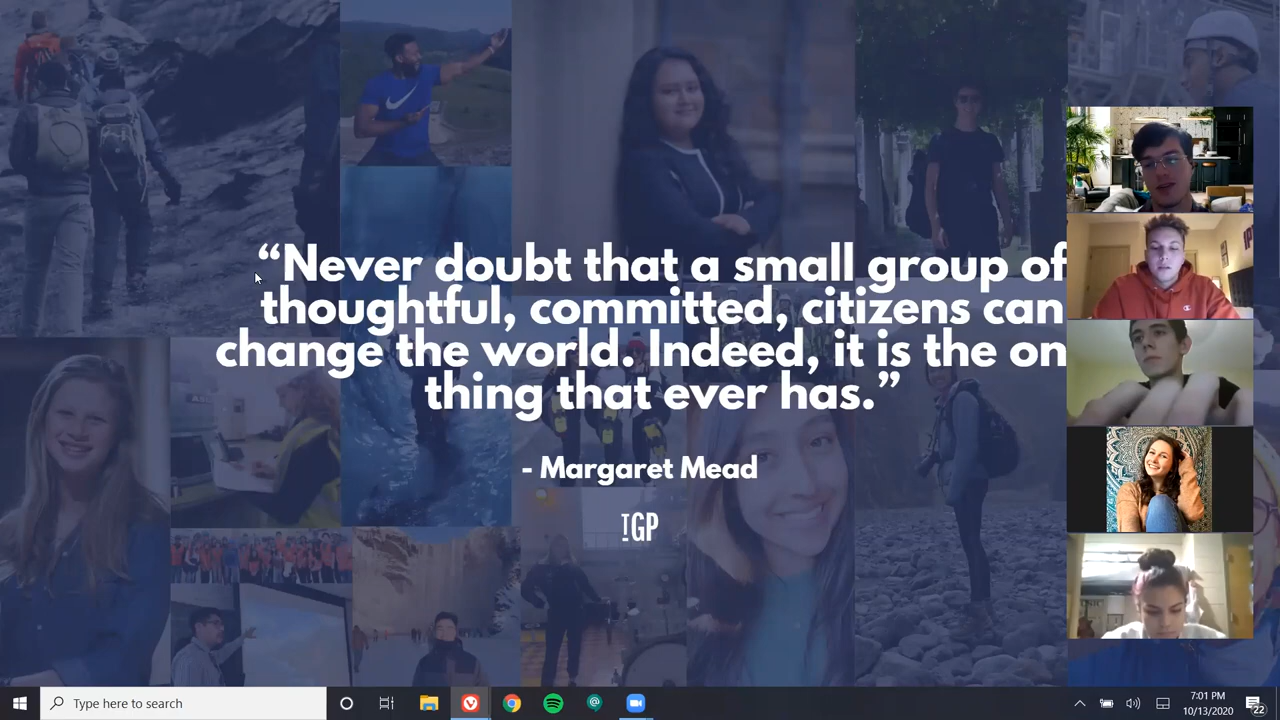 “Never doubt that a small group of
thoughtful, committed, citizens can
change the world. Indeed, it is the on
thing that ever has.”
- Margaret Mead
TGP
Type here to search
7:01 PM
10/13/2020
22